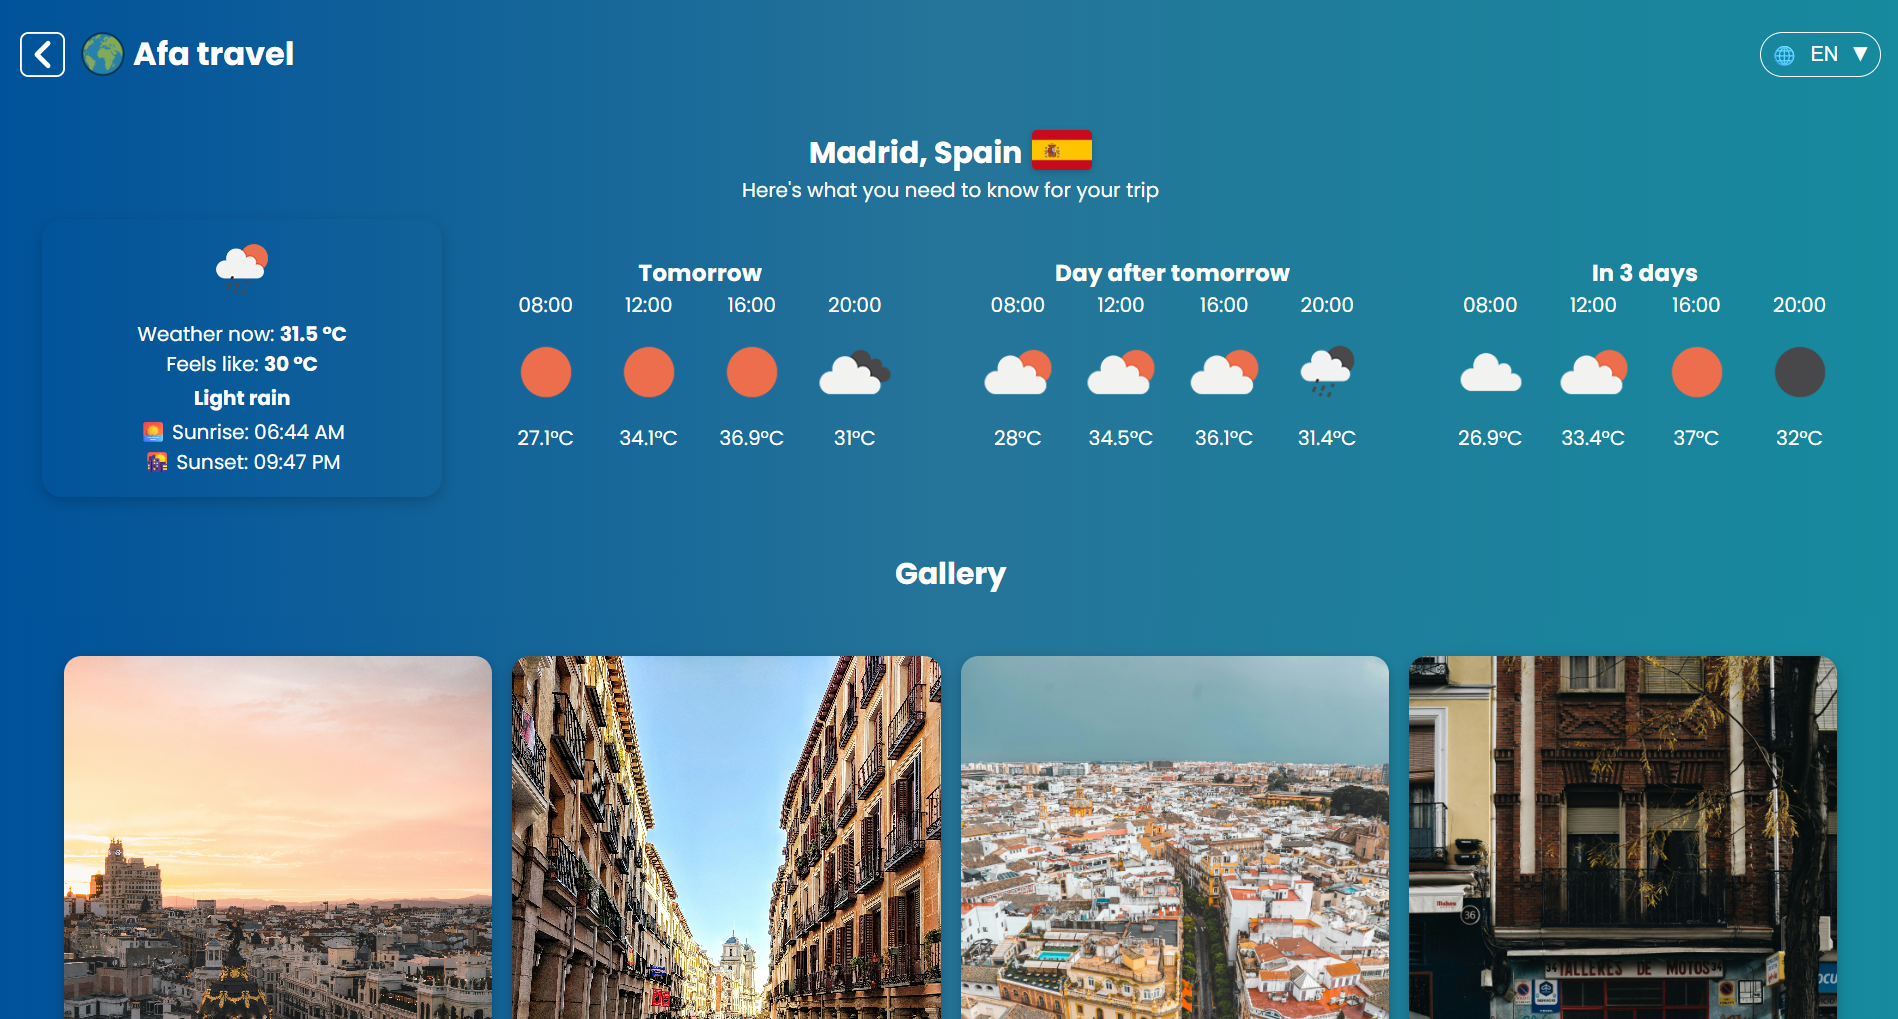 Afa travel
EN ▼
Madrid, Spain
Here's what you need to know for your trip
Weather now: 31.5 °C
Feels like: 30 °C
Light rain
Sunrise: 06:44 AM
Sunset: 09:47 PM
Tomorrow
08:00 12:00 16:00 20:00
27.1°C 34.1°C 36.9°C 31°C
Day after tomorrow
08:00 12:00 16:00 20:00
28°C 34.5°C 36.1°C 31.4°C
In 3 days
08:00 12:00 16:00 20:00
26.9°C 33.4°C 37°C 32°C
Gallery
36
34 TALLERES DE MOTOS 34